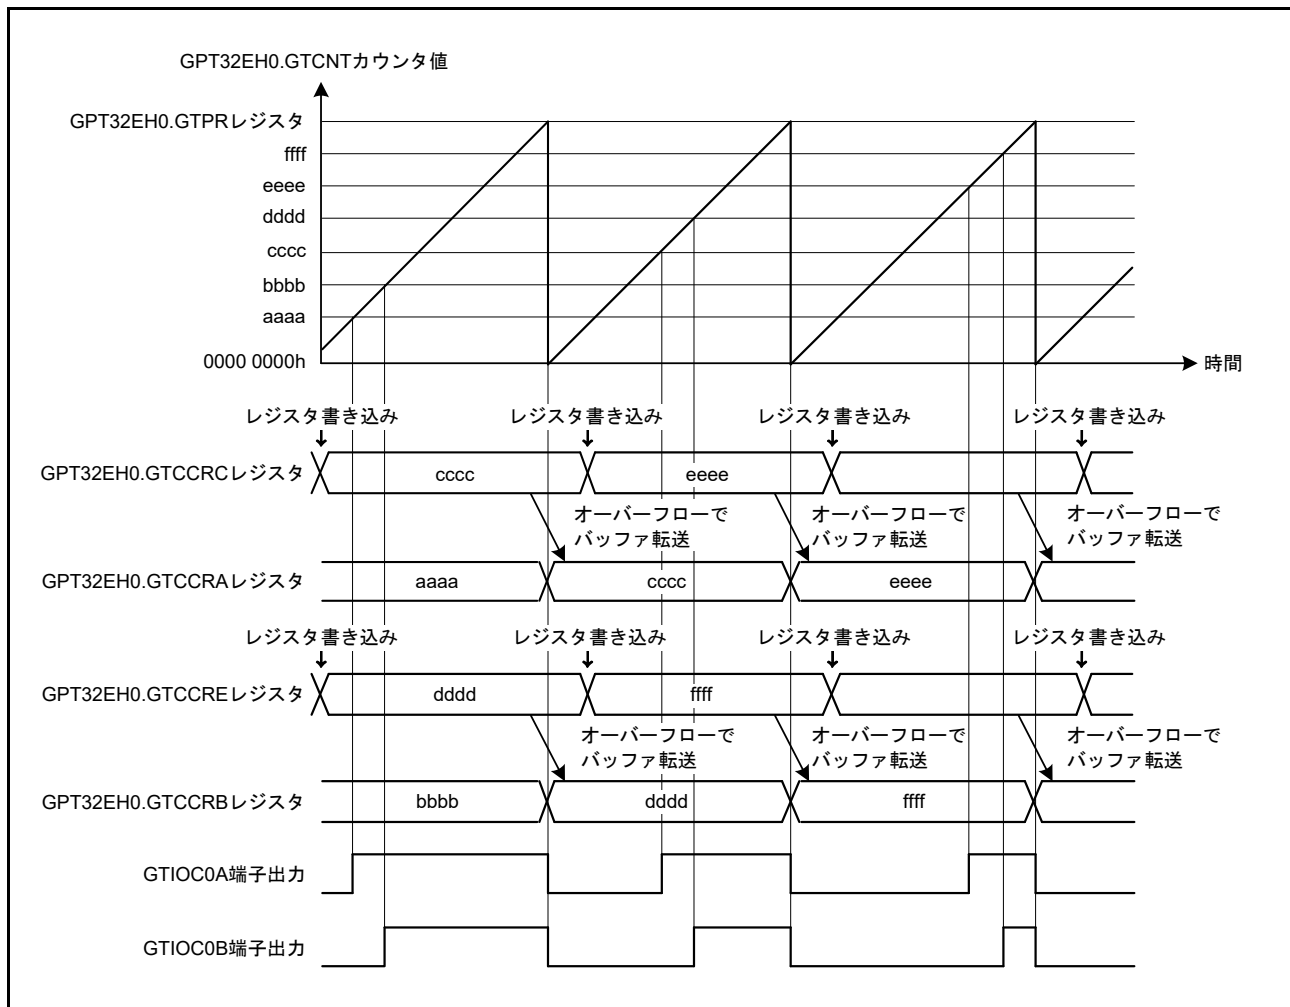 GPT32EH0.GTCNTカウンタ値
GPT32EH0.GTPRレジスタ
ffff
eeee
dddd
cccc
bbbb
aaaa
0000 0000h
時間
レジスタ書き込み レジスタ書き込み レジスタ書き込み レジスタ書き込み
GPT32EH0.GTCCRCレジスタ cccc eeee
オーバーフローで オーバーフローで オーバーフローで
バッファ転送 バッファ転送 バッファ転送
GPT32EH0.GTCCRAレジスタ aaaa cccc eeee
レジスタ書き込み レジスタ書き込み レジスタ書き込み レジスタ書き込み
GPT32EH0.GTCCREレジスタ dddd ffff
オーバーフローで オーバーフローで オーバーフローで
バッファ転送 バッファ転送 バッファ転送
GPT32EH0.GTCCRBレジスタ bbbb dddd ffff
GTIOC0A端子出力
GTIOC0B端子出力